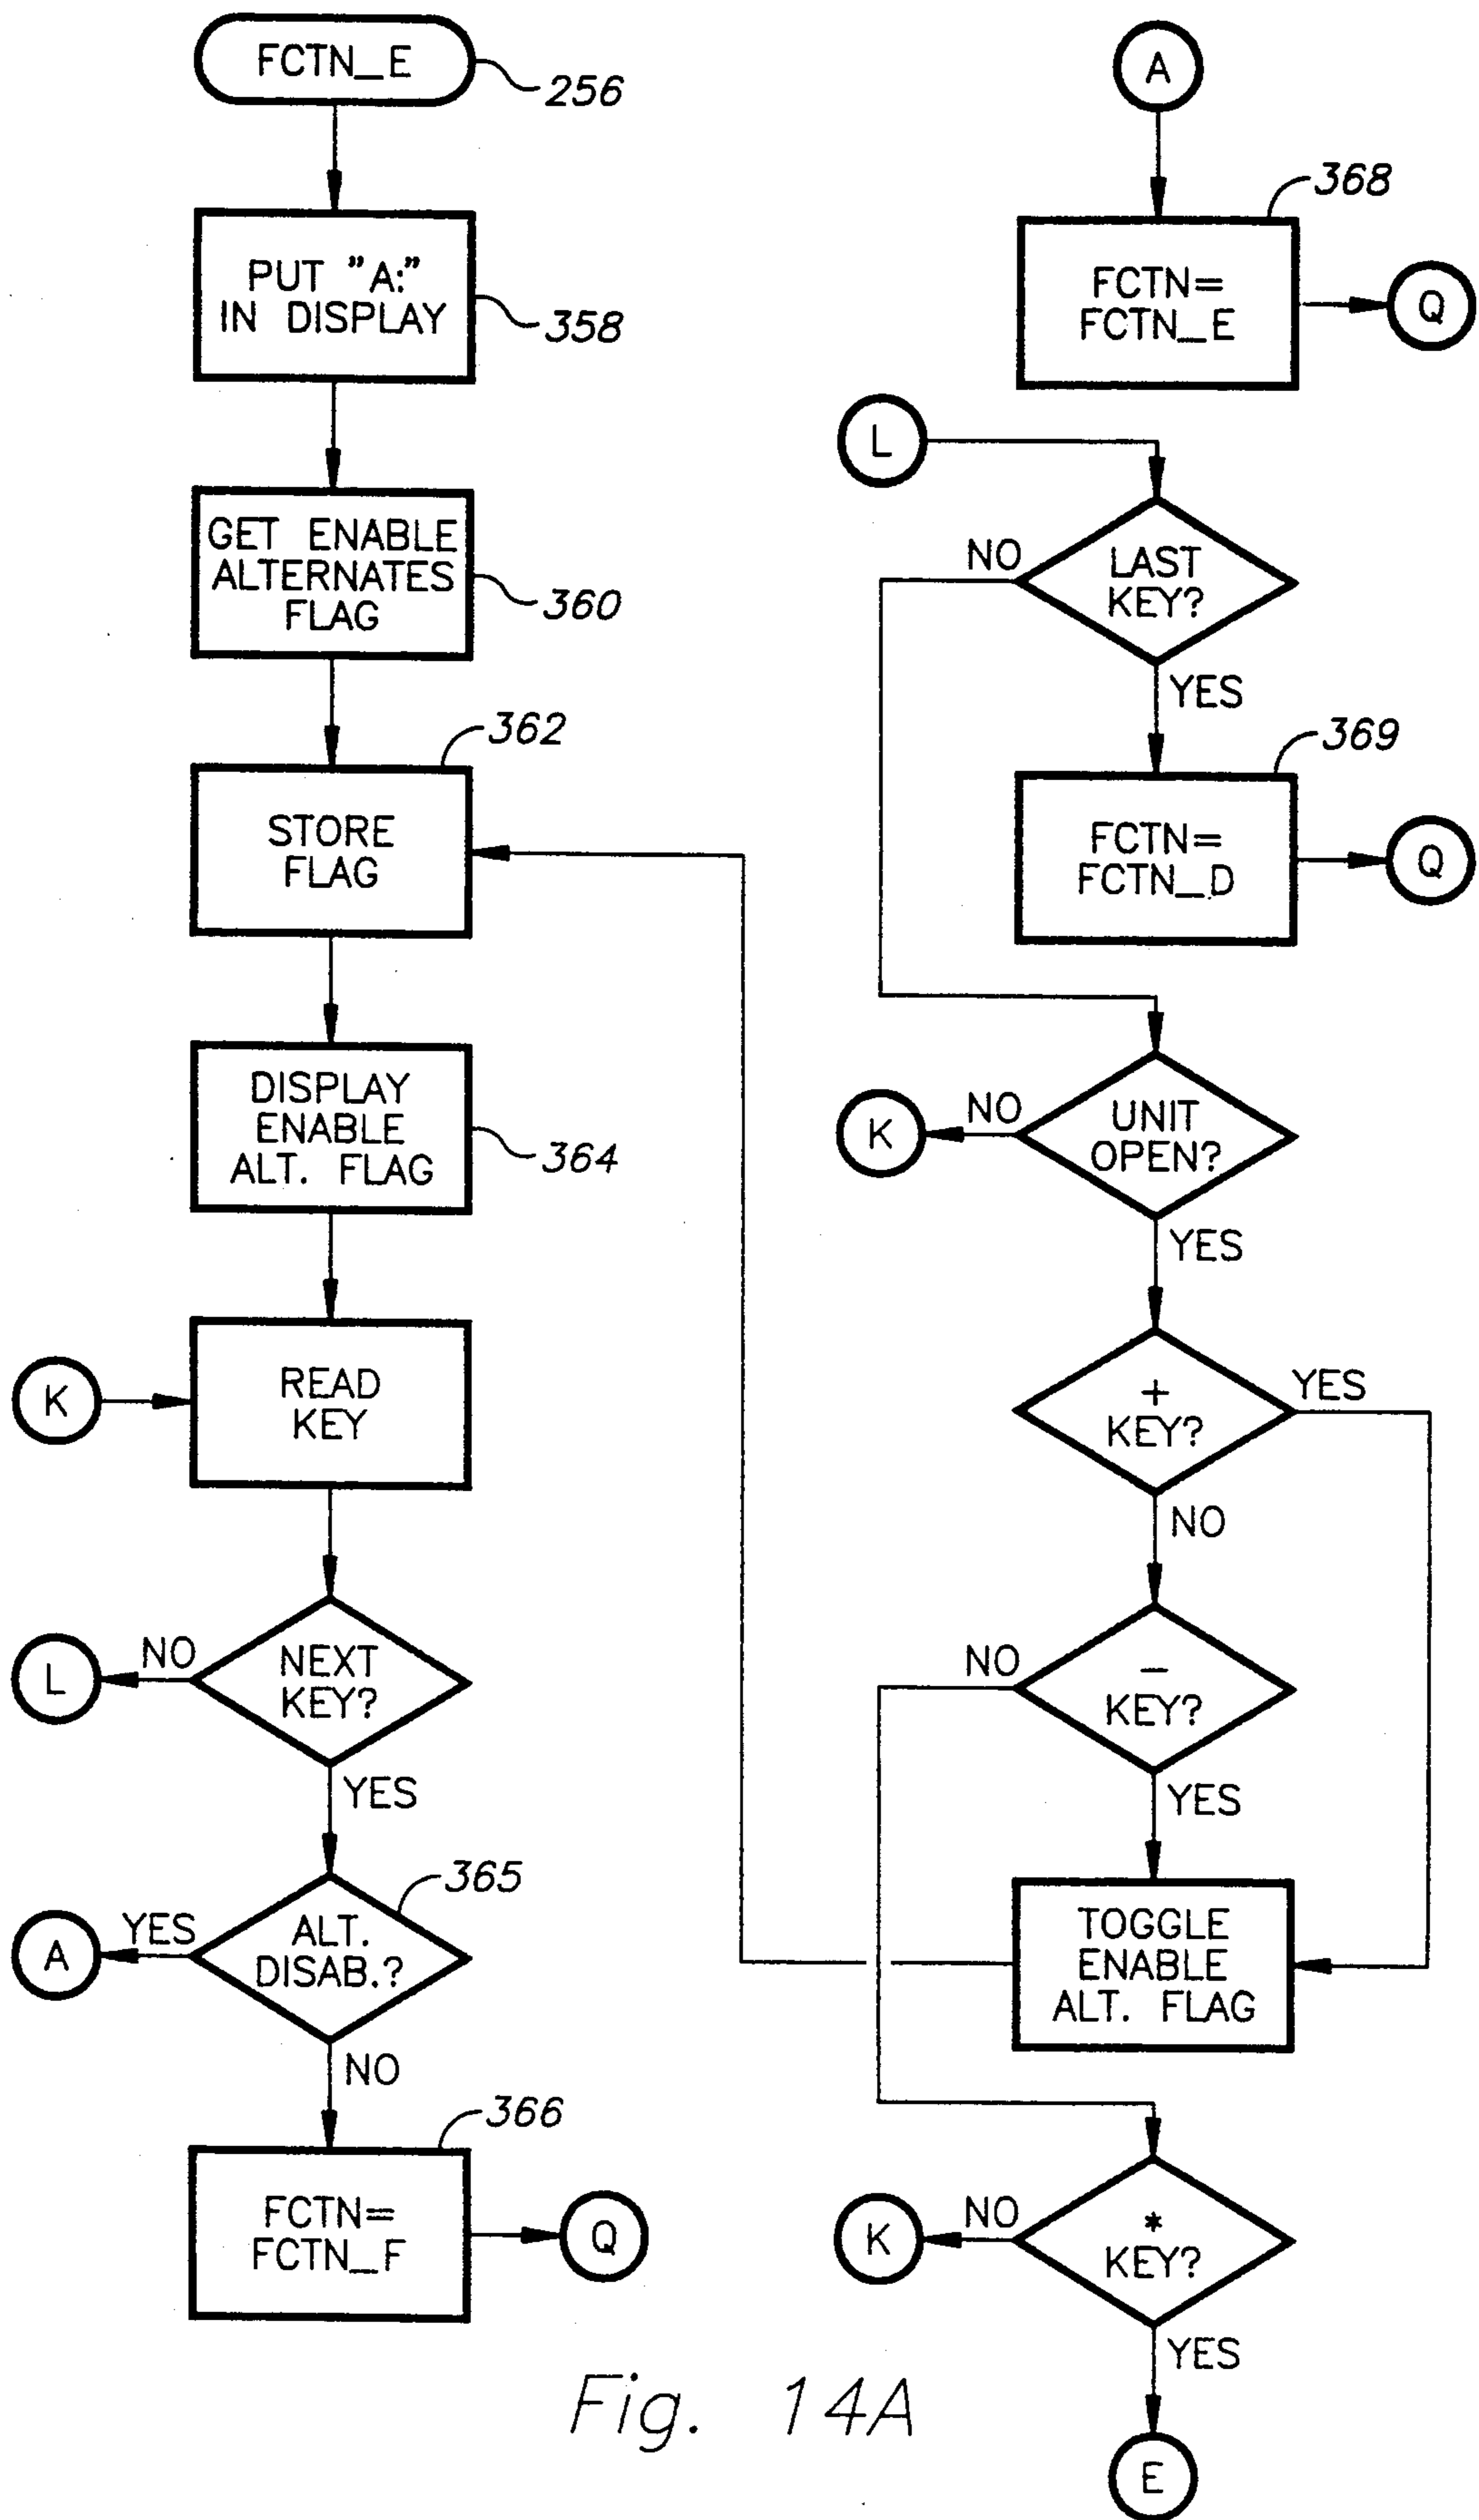 FCTN_E
256
PUT "A:"
IN DISPLAY
358
GET ENABLE
ALTERNATES
FLAG
360
362
STORE
FLAG
DISPLAY
ENABLE
ALT. FLAG
364
K
READ
KEY
L
NO
NEXT
KEY?
YES
365
A
YES
ALT.
DISAB.?
NO
366
FCTN=
FCTN_F
Q
A
368
FCTN=
FCTN_E
Q
L
NO
LAST
KEY?
YES
369
FCTN=
FCTN_D
Q
K
NO
UNIT
OPEN?
YES
+
KEY?
YES
NO
NO
-
KEY?
YES
TOGGLE
ENABLE
ALT. FLAG
K
NO
*
KEY?
YES
E
Fig. 14A